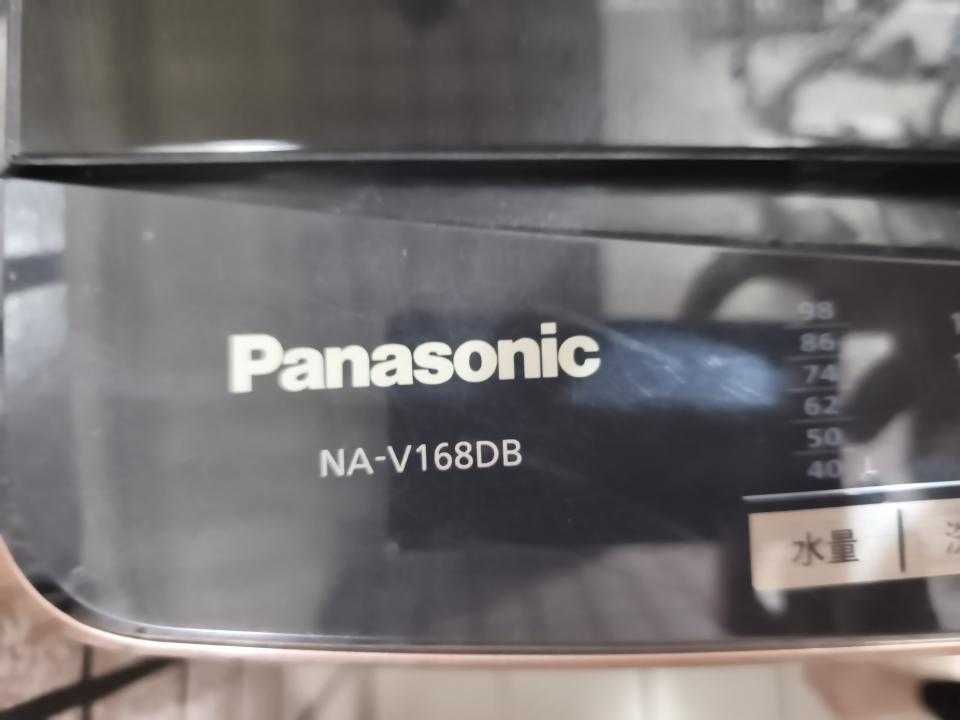 Panasonic
NA-V168DB
98
86
74
62
50
40 L
水量